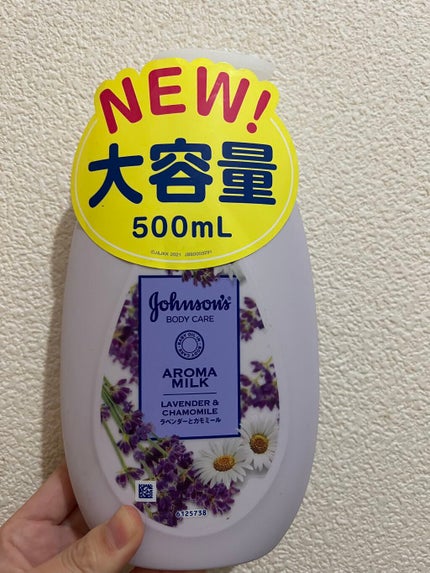 NEW!
大容量
500mL
Johnson's
BODY CARE
AROMA
MILK
LAVENDER &
CHAMOMILE
ラベンダーとカモミール
6125738